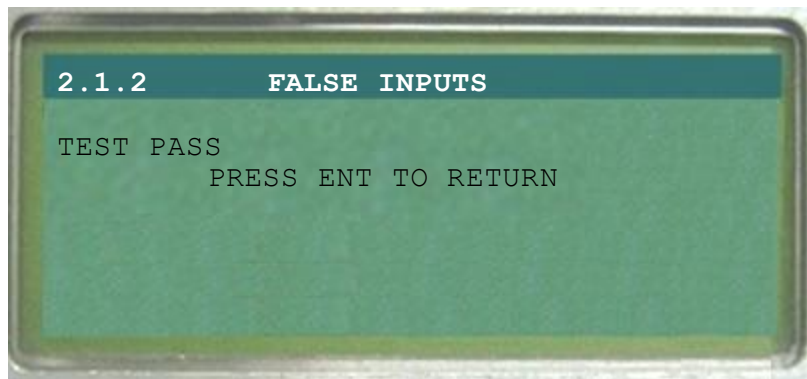 2.1.2 FALSE INPUTS
TEST PASS
PRESS ENT TO RETURN